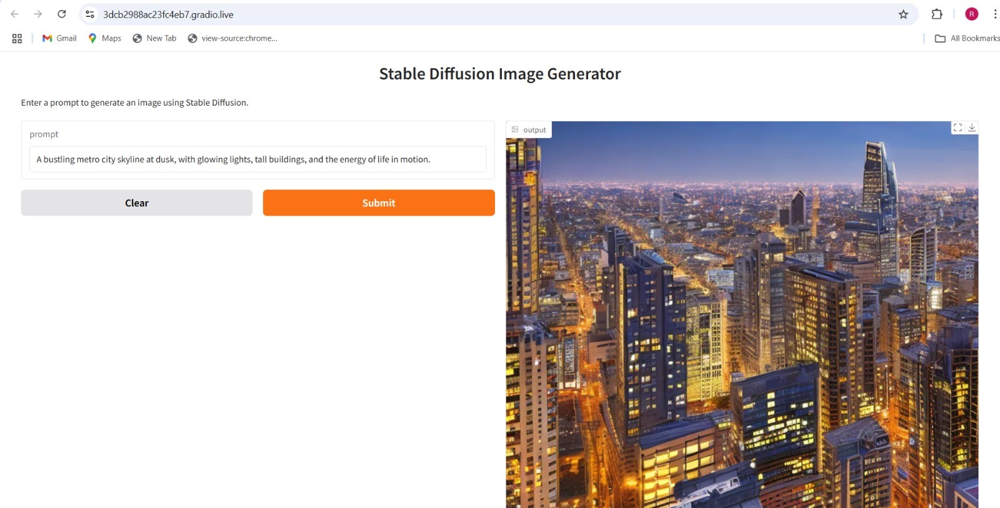 3dcb2988ac23fc4eb7.gradio.live
R
Gmail
Maps
New Tab
view-source:chrome...
All Bookmarks
Stable Diffusion Image Generator
Enter a prompt to generate an image using Stable Diffusion.
prompt
A bustling metro city skyline at dusk, with glowing lights, tall buildings, and the energy of life in motion.
Clear
Submit
output